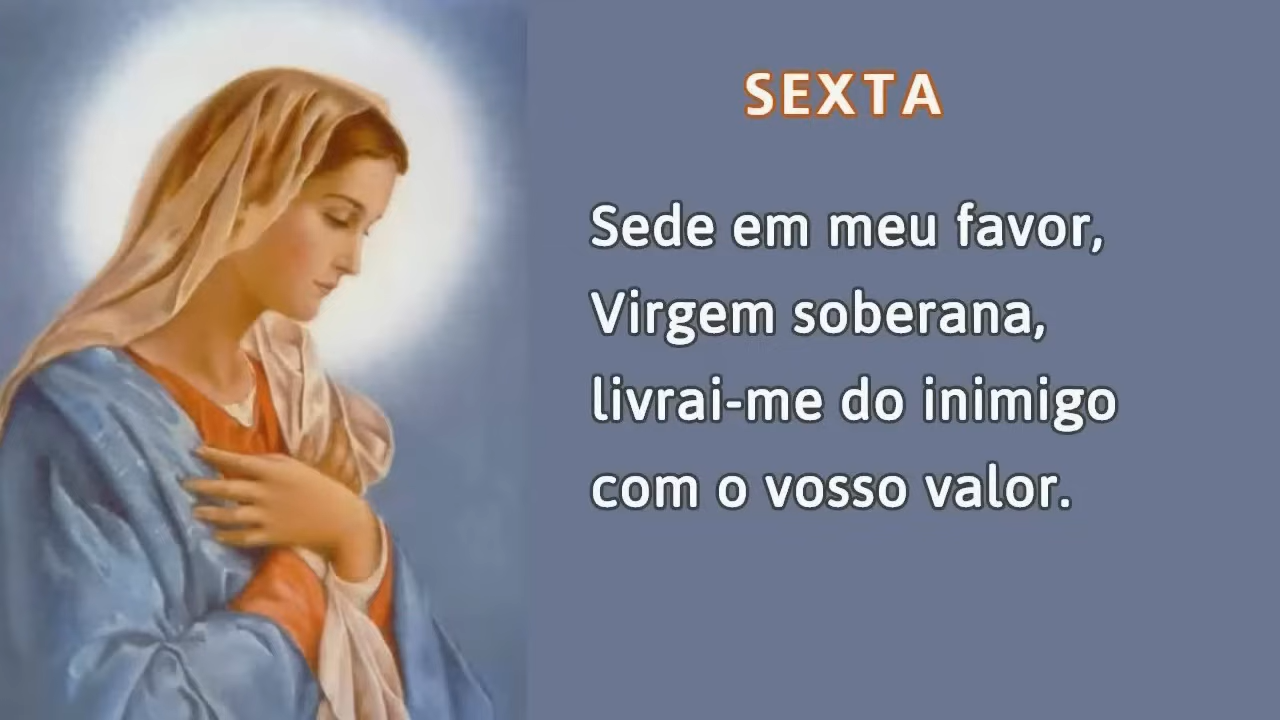 SEXTA
Sede em meu favor,
Virgem soberana,
livrai-me do inimigo
com o vosso valor.